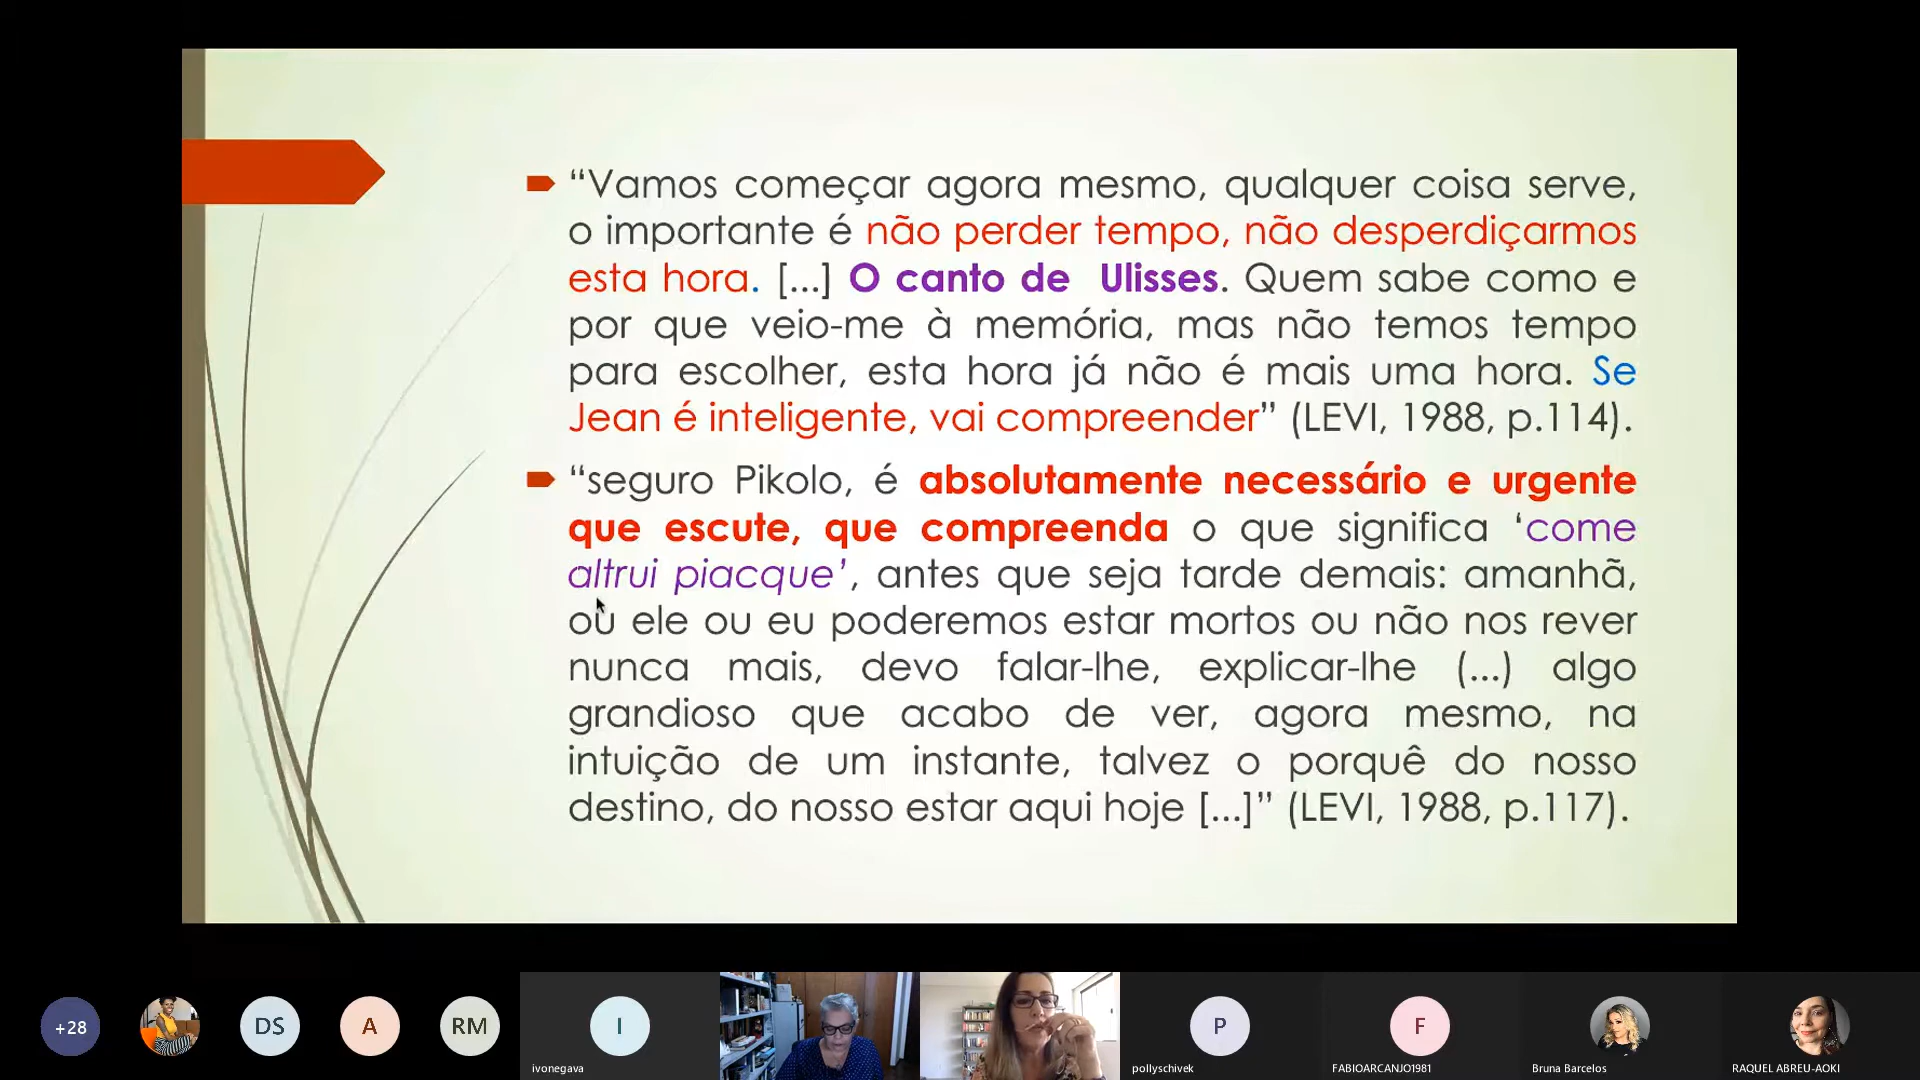 “Vamos começar agora mesmo, qualquer coisa serve,
o importante é não perder tempo, não desperdiçarmos
esta hora. [...] O canto de Ulisses. Quem sabe como e
por que veio-me à memória, mas não temos tempo
para escolher, esta hora já não é mais uma hora. Se
Jean é inteligente, vai compreender” (LEVI, 1988, p.114).
“seguro Pikolo, é absolutamente necessário e urgente
que escute, que compreenda o que significa ‘come
altrui piacque’, antes que seja tarde demais: amanhã,
ou ele ou eu poderemos estar mortos ou não nos rever
nunca mais, devo falar-lhe, explicar-lhe (...) algo
grandioso que acabo de ver, agora mesmo, na
intuição de um instante, talvez o porquê do nosso
destino, do nosso estar aqui hoje [...]” (LEVI, 1988, p.117).
+28
DS
A
RM
I
P
F
ivonegava
pollyschivek
FABIOARCANJO1981
Bruna Barcelos
RAQUEL ABREU-AOKI